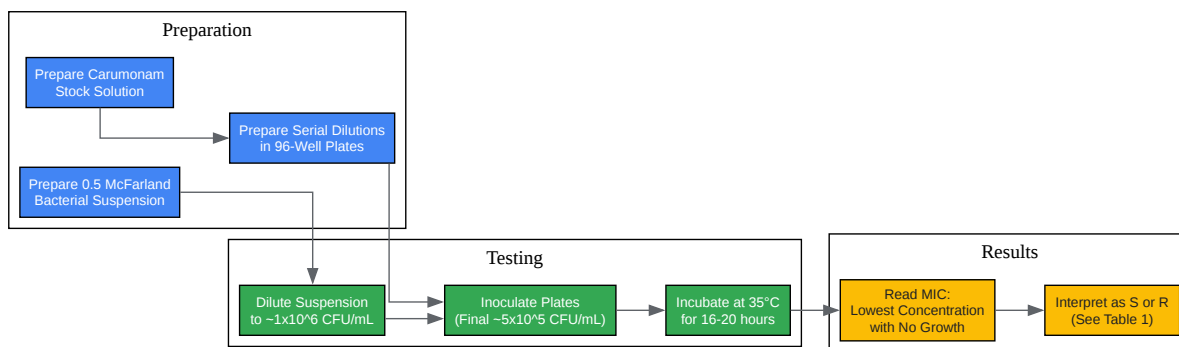 Preparation
Prepare Carumonam
Stock Solution
Prepare Serial Dilutions
in 96-Well Plates
Prepare 0.5 McFarland
Bacterial Suspension
Testing
Dilute Suspension
to ~1x10^6 CFU/mL
Inoculate Plates
(Final ~5x10^5 CFU/mL)
Incubate at 35°C
for 16-20 hours
Results
Read MIC:
Lowest Concentration
with No Growth
Interpret as S or R
(See Table 1)